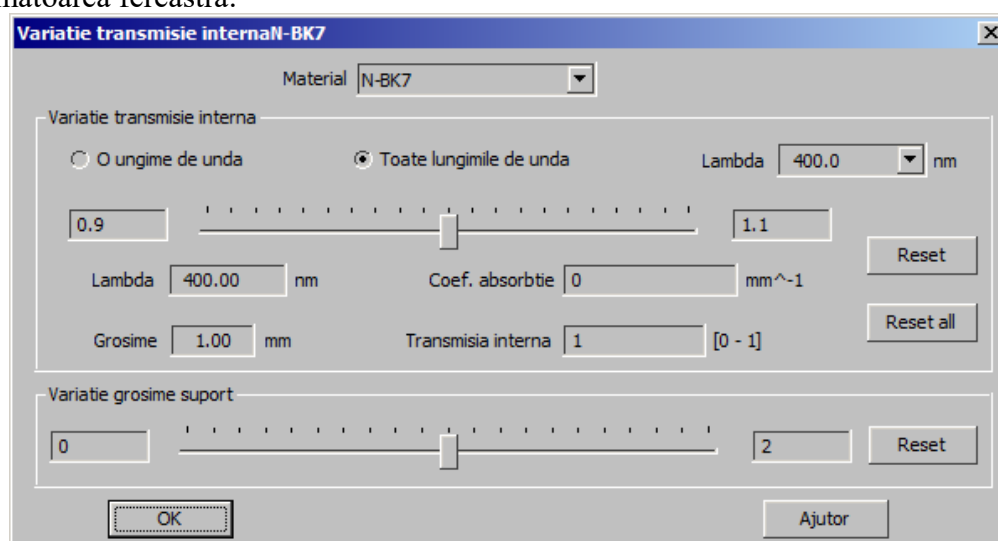 matoarea fereastra:
Variatie transmisie internaN-BK7
Material N-BK7
Variatie transmisie interna
O ungime de unda Toate lungimile de unda Lambda 400.0 nm
0.9 1.1
Reset
Lambda 400.00 nm Coef. absorbtie 0 mm^-1
Reset all
Grosime 1.00 mm Transmisia interna 1 [0 - 1]
Variatie grosime suport
0 2 Reset
OK Ajutor